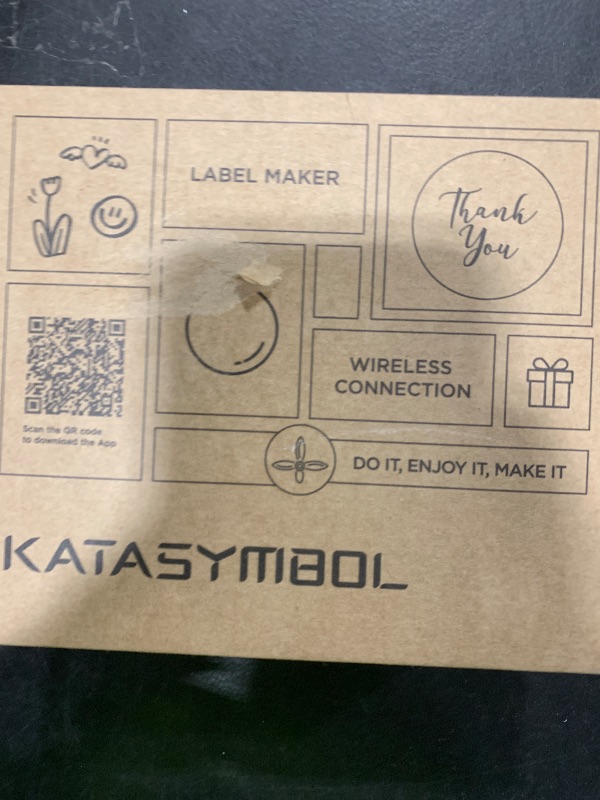 LABEL MAKER
Thank
You
WIRELESS
CONNECTION
Scan the QR code
to download the App
DO IT, ENJOY IT, MAKE IT
KATASYMBOL